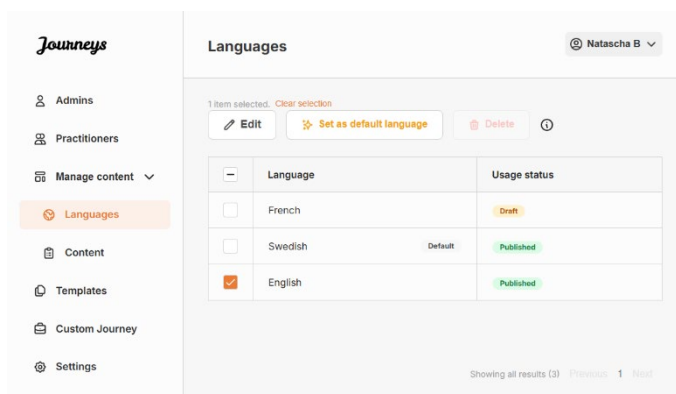 Journeys
Languages
Natascha B
Admins
Practitioners
Manage content
Languages
Content
Templates
Custom Journey
Settings
1 item selected. Clear selection
Edit
Set as default language
Delete
Language Usage status
French Draft
Swedish Default Published
English Published
Showing all results (3) Previous 1 Next